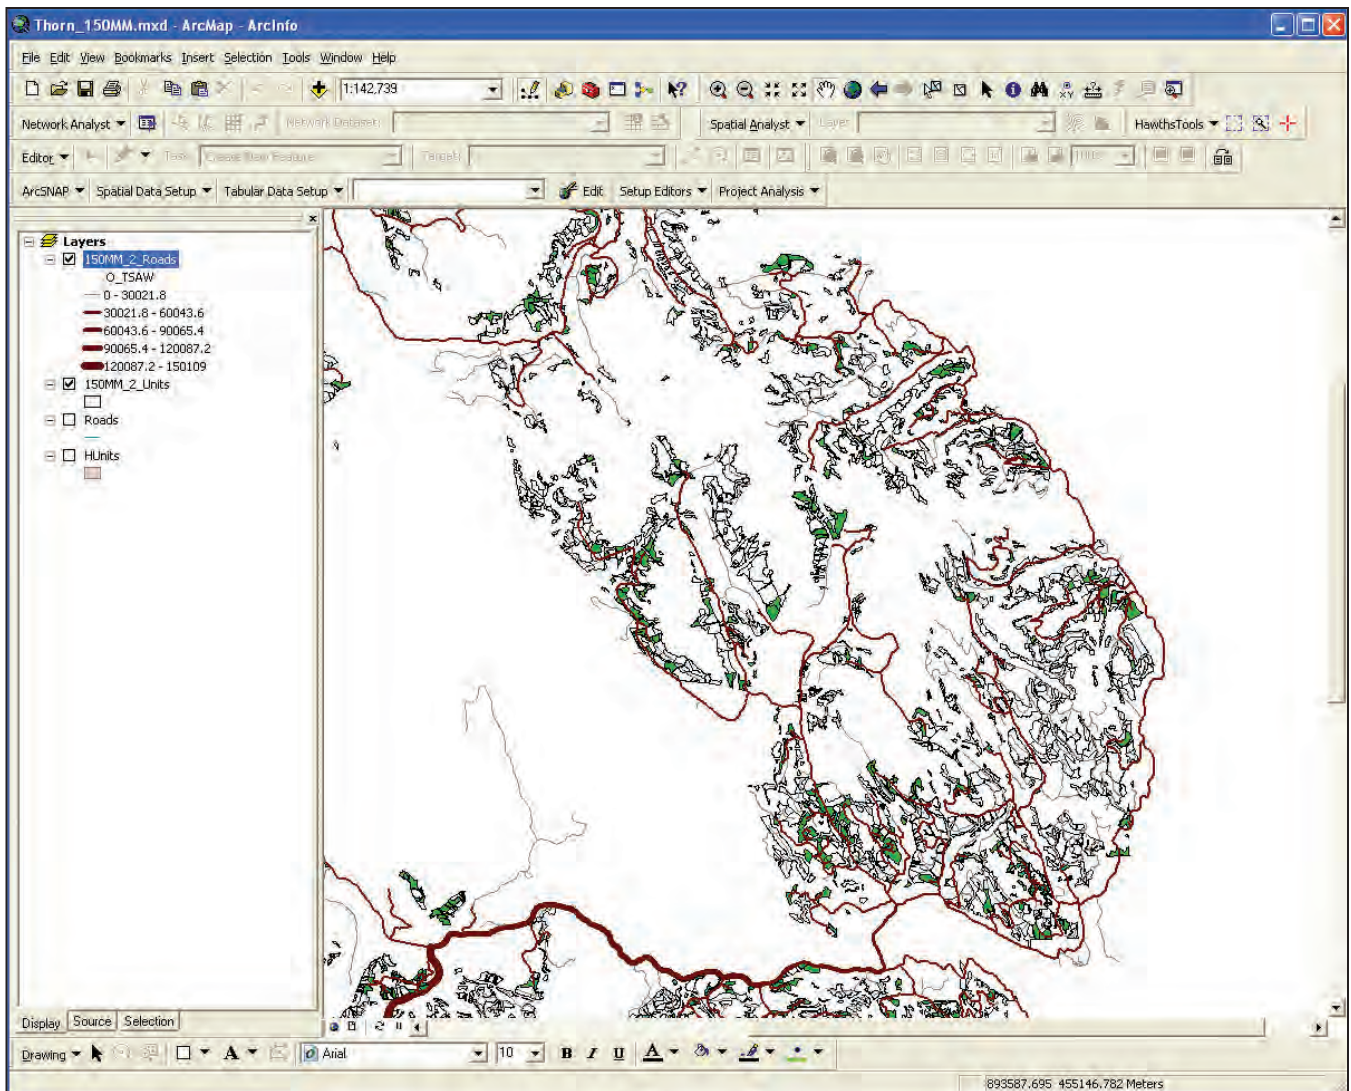 Thorn_150MM.mxd - ArcMap - ArcInfo
File Edit View Bookmarks Insert Selection Tools Window Help
1:142,739
Network Analyst Network Dataset: Spatial Analyst Layer: HawthsTools
Editor Task: Create New Feature Target:
ArcSNAP Spatial Data Setup Tabular Data Setup Edit Setup Editors Project Analysis
Layers
150MM_2_Roads
O_TSAW
0 - 30021.8
30021.8 - 60043.6
60043.6 - 90065.4
90065.4 - 120087.2
120087.2 - 150109
150MM_2_Units
Roads
HUnits
Display Source Selection
Drawing A Arial 10 B I U A
893587.695 455146.782 Meters